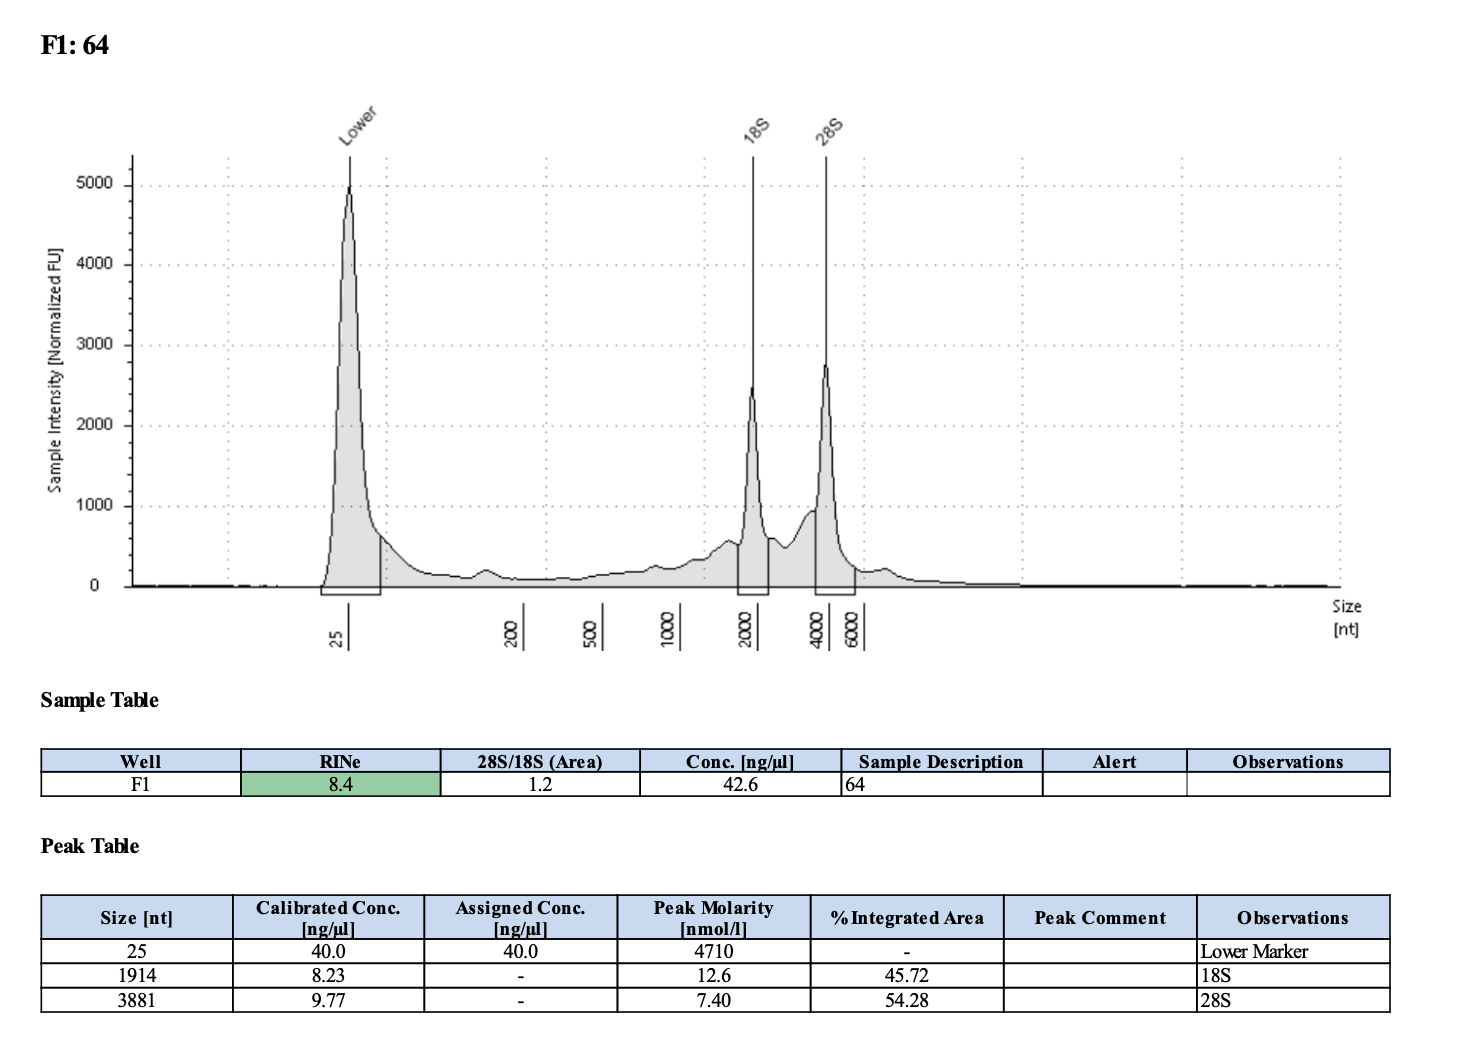 F1: 64
Lower
18S
28S
Sample Intensity [Normalized FU]
5000
4000
3000
2000
1000
0
25
200
500
1000
2000
4000
6000
Size
[nt]
Sample Table
Well RINe 28S/18S (Area) Conc. [ng/µl] Sample Description Alert Observations
F1 8.4 1.2 42.6 64
Peak Table
Size [nt] Calibrated Conc. [ng/µl] Assigned Conc. [ng/µl] Peak Molarity [nmol/l] % Integrated Area Peak Comment Observations
25 40.0 40.0 4710 - Lower Marker
1914 8.23 - 12.6 45.72 18S
3881 9.77 - 7.40 54.28 28S